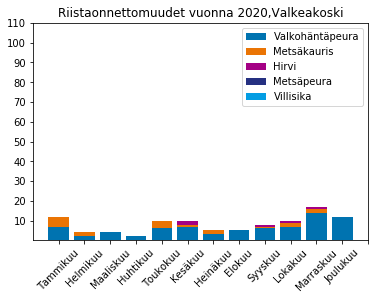 Riistaonnettomuudet vuonna 2020,Valkeakoski
110
100
90
80
70
60
50
40
30
20
10
Valkohäntäpeura
Metsäkauris
Hirvi
Metsäpeura
Villisika
Tammikuu
Helmikuu
Maaliskuu
Huhtikuu
Toukokuu
Kesäkuu
Heinäkuu
Elokuu
Syyskuu
Lokakuu
Marraskuu
Joulukuu